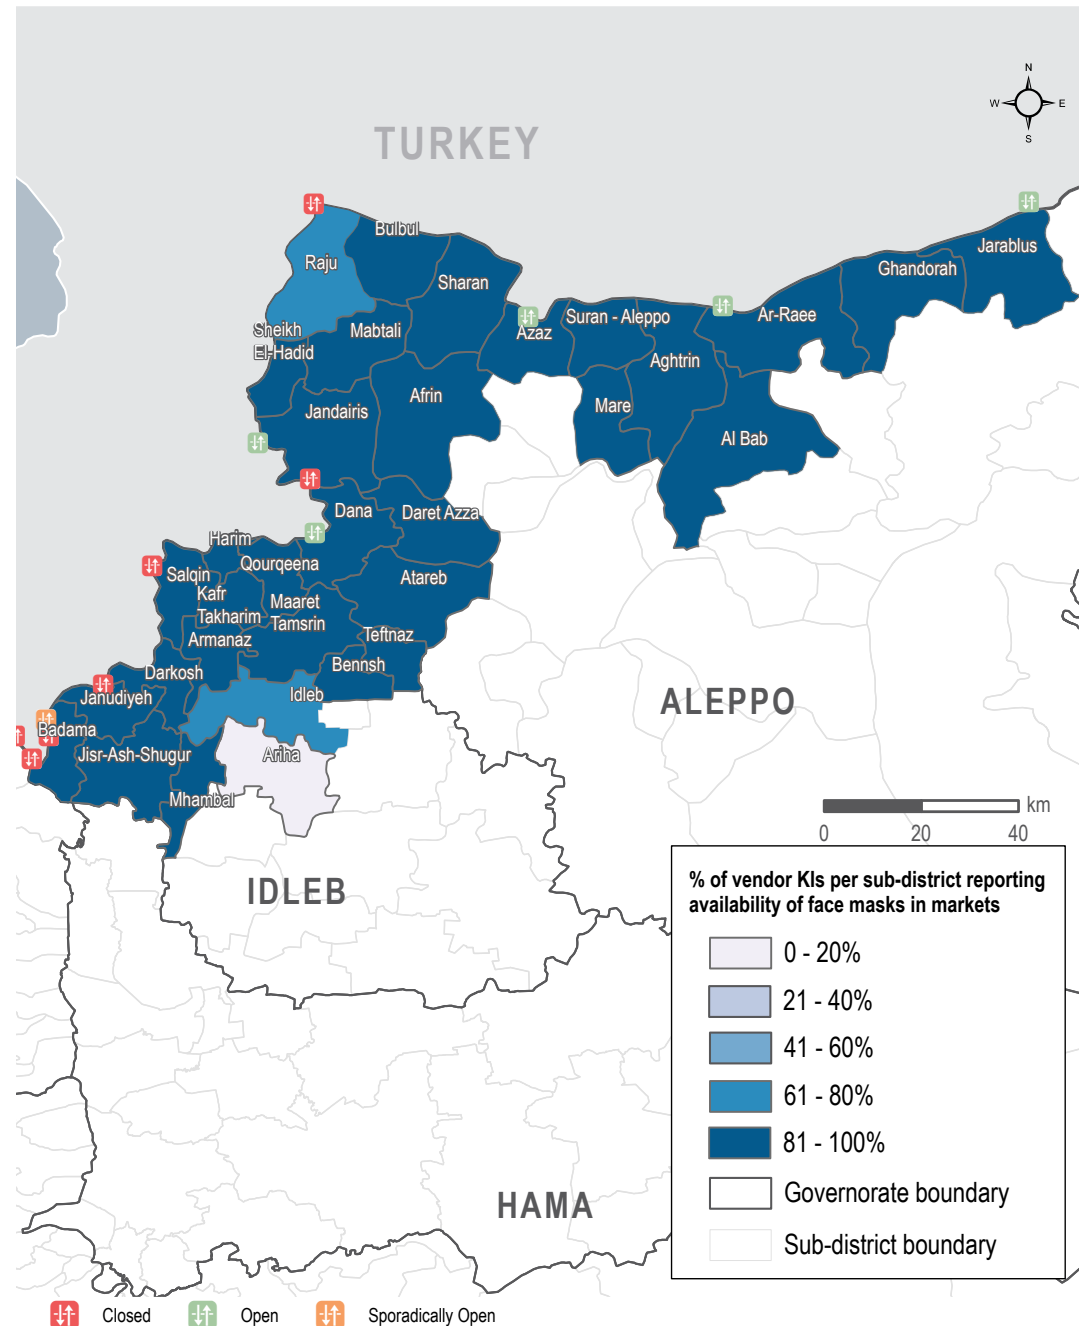 N
W E
S
TURKEY
Bulbul
Raju
Sharan
Jarablus
Ghandorah
Sheikh
El-Hadid
Mabtali
Azaz
Suran - Aleppo
Ar-Raee
Aghtrin
Jandairis
Afrin
Mare
Al Bab
Dana
Daret Azza
Harim
Qourqeena
Salqin
Atareb
Kafr
Takharim
Maaret
Tamsrin
Armanaz
Teftnaz
Bennsh
Darkosh
Janudiyeh
Idleb
Badama
Jisr-Ash-Shugur
Ariha
Mhambal
ALEPPO
IDLEB
HAMA
km
0 20 40
% of vendor KIs per sub-district reporting
availability of face masks in markets
0 - 20%
21 - 40%
41 - 60%
61 - 80%
81 - 100%
Governorate boundary
Sub-district boundary
Closed Open Sporadically Open